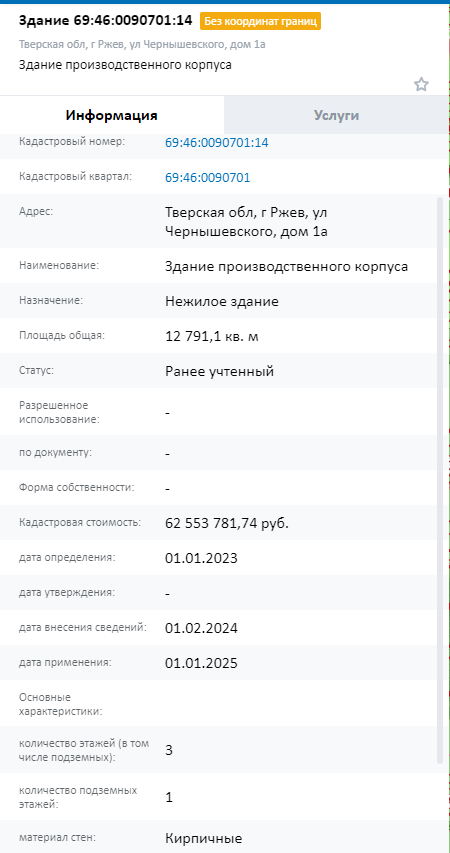 Здание 69:46:0090701:14 Без координат границ
Тверская обл, г Ржев, ул Чернышевского, дом 1а
Здание производственного корпуса
Информация Услуги
Кадастровый номер: 69:46:0090701:14
Кадастровый квартал: 69:46:0090701
Адрес: Тверская обл, г Ржев, ул
Чернышевского, дом 1а
Наименование: Здание производственного корпуса
Назначение: Нежилое здание
Площадь общая: 12 791,1 кв. м
Статус: Ранее учтенный
Разрешенное
использование: -
по документу: -
Форма собственности: -
Кадастровая стоимость: 62 553 781,74 руб.
дата определения: 01.01.2023
дата утверждения: -
дата внесения сведений: 01.02.2024
дата применения: 01.01.2025
Основные
характеристики:
количество этажей (в том
числе подземных): 3
количество подземных
этажей: 1
материал стен: Кирпичные